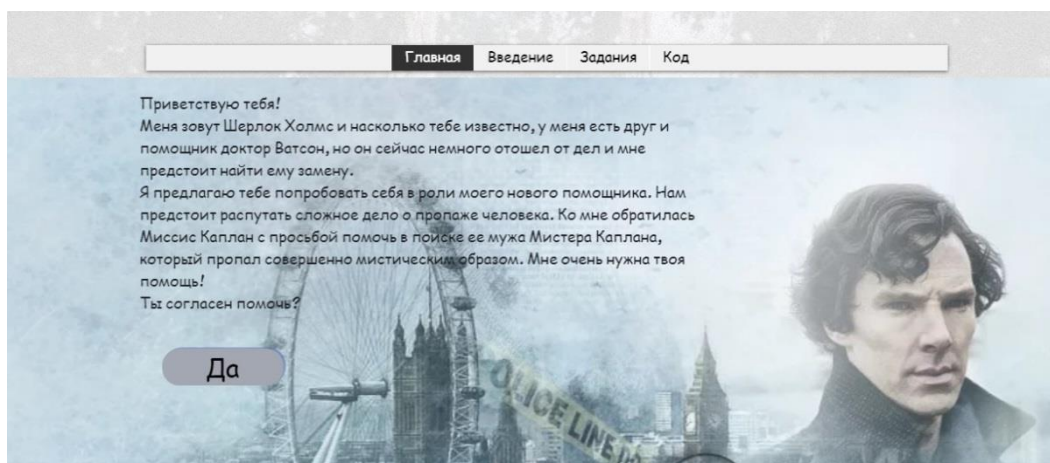 Главная Введение Задания Код
Приветствую тебя!
Меня зовут Шерлок Холмс и насколько тебе известно, у меня есть друг и
помощник доктор Ватсон, но он сейчас немного отошел от дел и мне
предстоит найти ему замену.
Я предлагаю тебе попробовать себя в роли моего нового помощника. Нам
предстоит распутать сложное дело о пропаже человека. Ко мне обратилась
Миссис Каплан с просьбой помочь в поиске ее мужа Мистера Каплана,
который пропал совершенно мистическим образом. Мне очень нужна твоя
помощь!
Ты согласен помочь?
Да
OLICE LINE DO